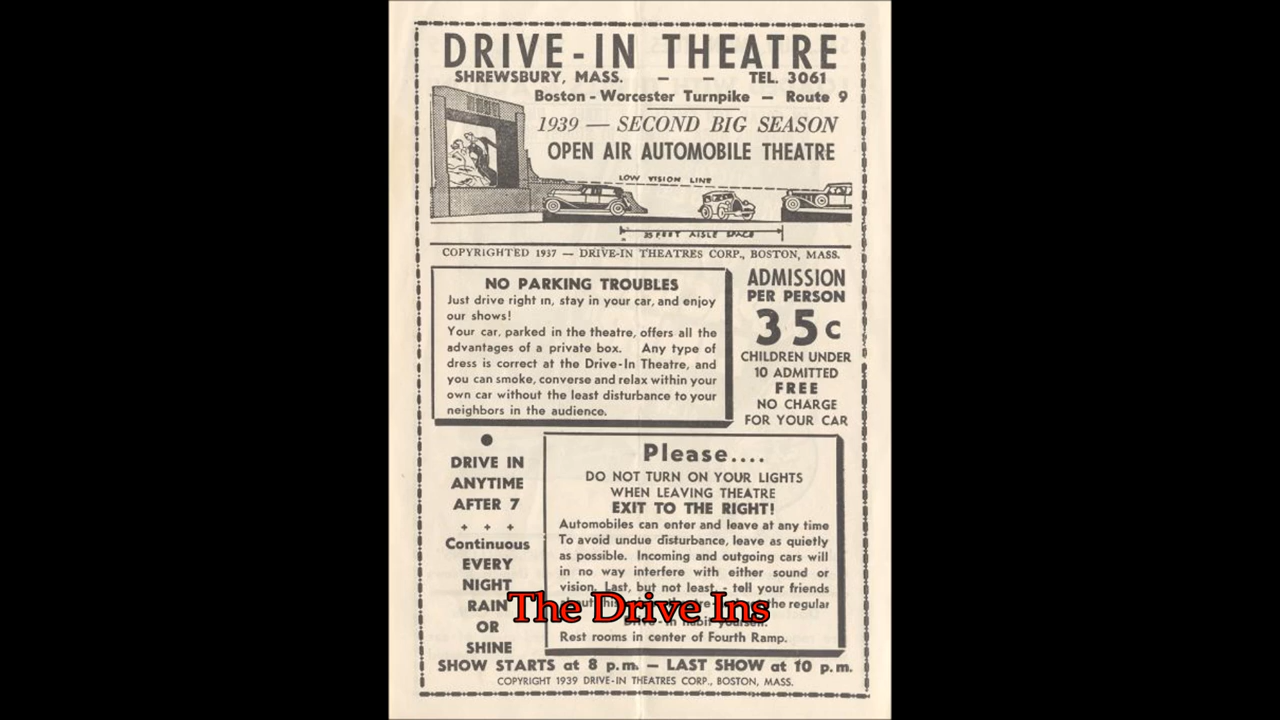 DRIVE-IN THEATRE
SHREWSBURY, MASS. — — TEL. 3061
Boston - Worcester Turnpike — Route 9
1939 — SECOND BIG SEASON
OPEN AIR AUTOMOBILE THEATRE
LOW VISION LINE
35 FEET AISLE SPACE
COPYRIGHTED 1937 — DRIVE-IN THEATRES CORP., BOSTON, MASS.
NO PARKING TROUBLES
Just drive right in, stay in your car, and enjoy
our shows!
Your car, parked in the theatre, offers all the
advantages of a private box. Any type of
dress is correct at the Drive-In Theatre, and
you can smoke, converse and relax within your
own car without the least disturbance to your
neighbors in the audience.
ADMISSION
PER PERSON
35c
CHILDREN UNDER
10 ADMITTED
FREE
NO CHARGE
FOR YOUR CAR
DRIVE IN
ANYTIME
AFTER 7
Continuous
EVERY
NIGHT
RAIN
OR
SHINE
Please....
DO NOT TURN ON YOUR LIGHTS
WHEN LEAVING THEATRE
EXIT TO THE RIGHT!
Automobiles can enter and leave at any time
To avoid undue disturbance, leave as quietly
as possible. Incoming and outgoing cars will
in no way interfere with either sound or
vision. Last, but not least, - tell your friends
the regular
yourself.
Rest rooms in center of Fourth Ramp.
The Drive Ins
SHOW STARTS at 8 p.m. — LAST SHOW at 10 p.m.
COPYRIGHT 1939 DRIVE-IN THEATRES CORP., BOSTON, MASS.